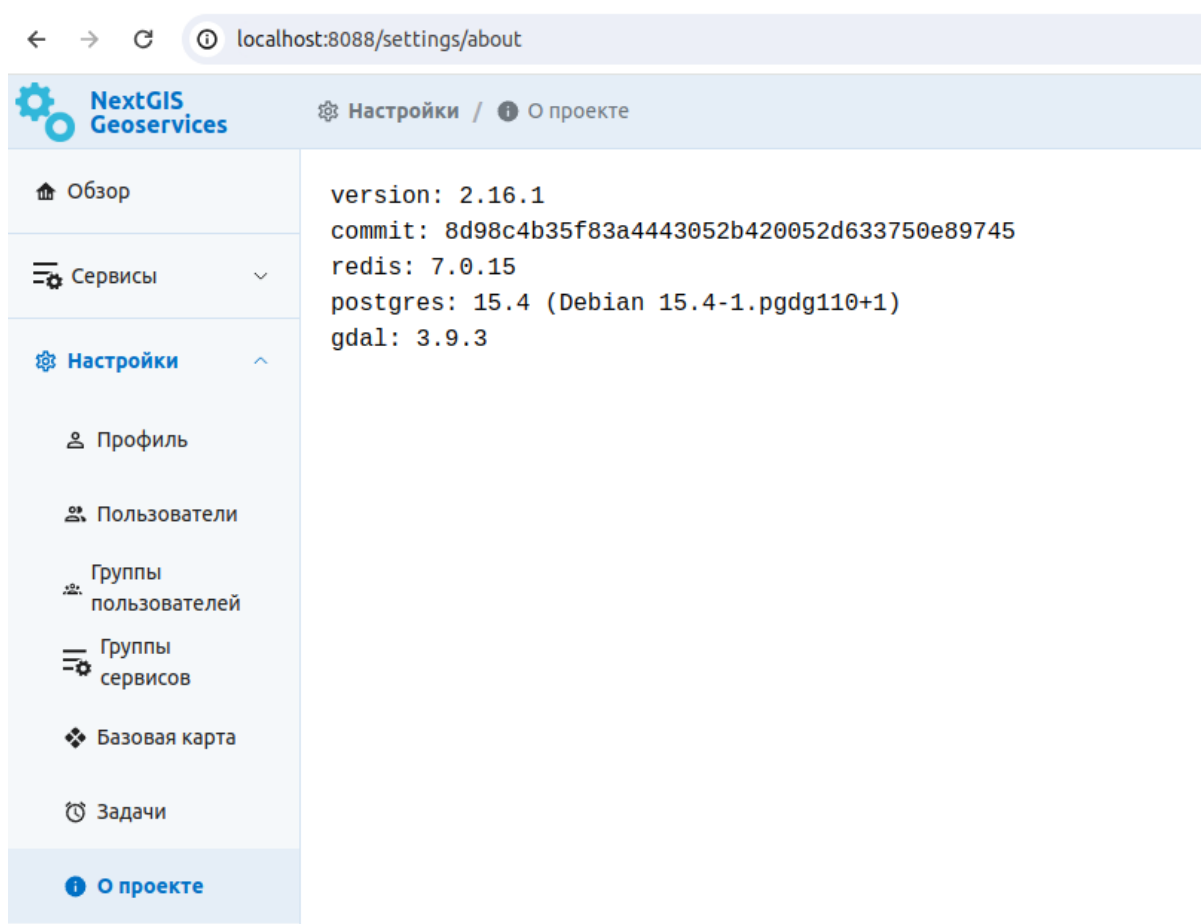 localhost:8088/settings/about
NextGIS
Geoservices
Настройки / О проекте
Обзор
Сервисы
Настройки
Профиль
Пользователи
Группы
пользователей
Группы
сервисов
Базовая карта
Задачи
О проекте
version: 2.16.1
commit: 8d98c4b35f83a4443052b420052d633750e89745
redis: 7.0.15
postgres: 15.4 (Debian 15.4-1.pgdg110+1)
gdal: 3.9.3